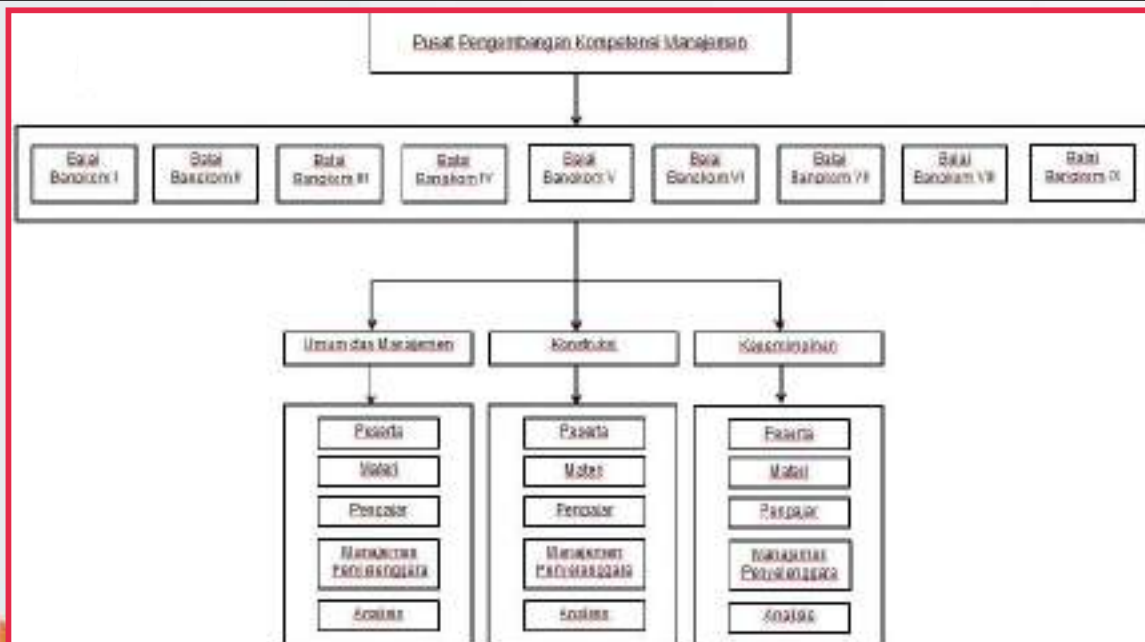 Pusat Pengembangan Kompetensi Manajemen
Balai
Bangkom I
Balai
Bangkom II
Balai
Bangkom III
Balai
Bangkom IV
Balai
Bangkom V
Balai
Bangkom VI
Balai
Bangkom VII
Balai
Bangkom VIII
Balai
Bangkom IX
Umum dan Manajemen
Konstruksi
Kepemimpinan
Peserta
Materi
Pengajar
Manajemen
Penyelenggara
Analisis
Peserta
Materi
Pengajar
Manajemen
Penyelenggara
Analisis
Peserta
Materi
Pengajar
Manajemen
Penyelenggara
Analisis